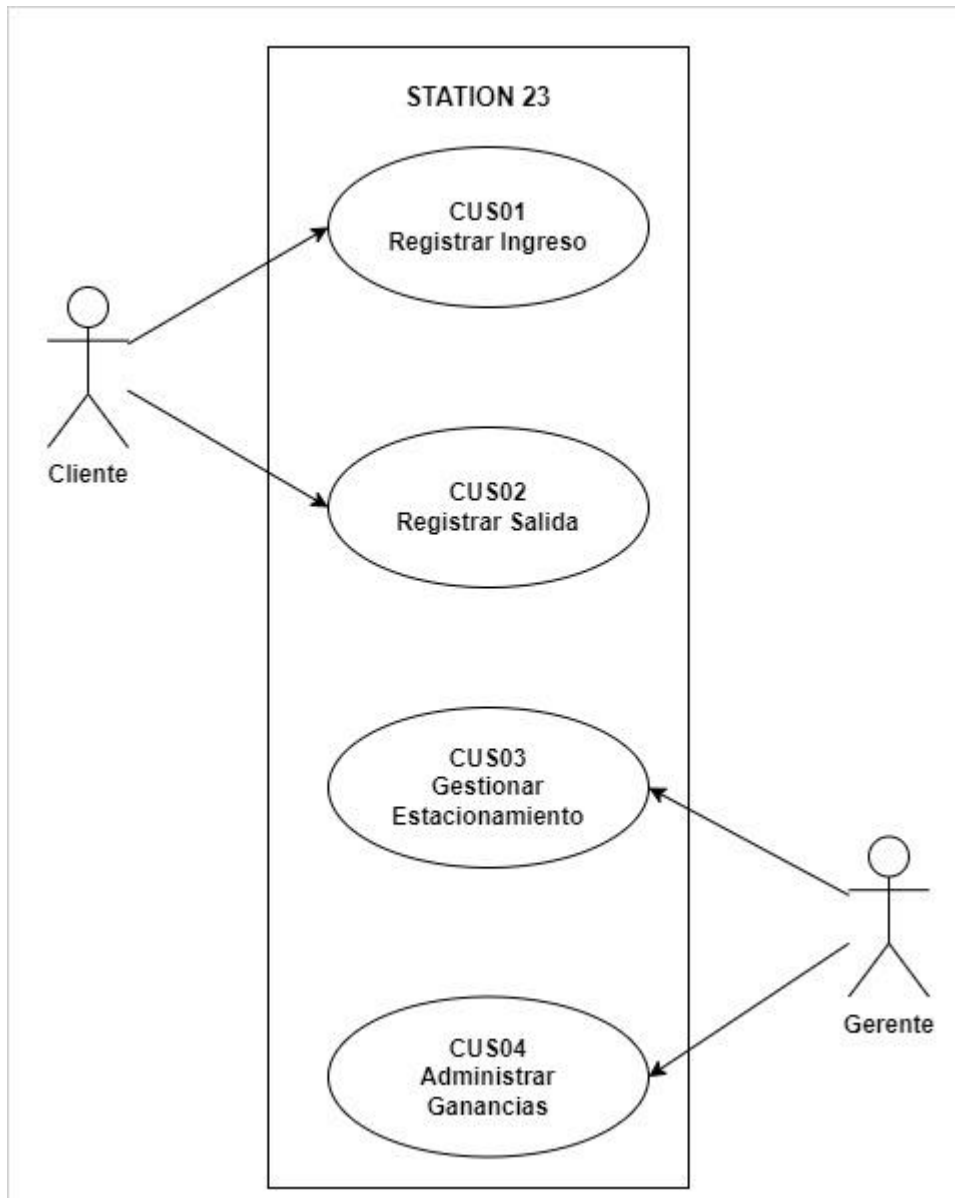 STATION 23
CUS01
Registrar Ingreso
Cliente
CUS02
Registrar Salida
CUS03
Gestionar
Estacionamiento
Gerente
CUS04
Administrar
Ganancias